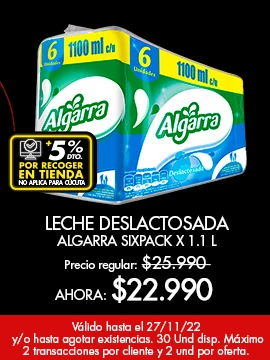 6
Unidades
1100 ml c/u
6
Unidades
1100 ml c/u
Algarra
Algarra
Deslactosada
+5%
DTO.
POR RECOGER
EN TIENDA
NO APLICA PARA CÚCUTA
LECHE DESLACTOSADA
ALGARRA SIXPACK X 1.1 L
Precio regular: $25.990
AHORA: $22.990
Válido hasta el 27/11/22
y/o hasta agotar existencias. 30 Und disp. Máximo
2 transacciones por cliente y 2 und por oferta.